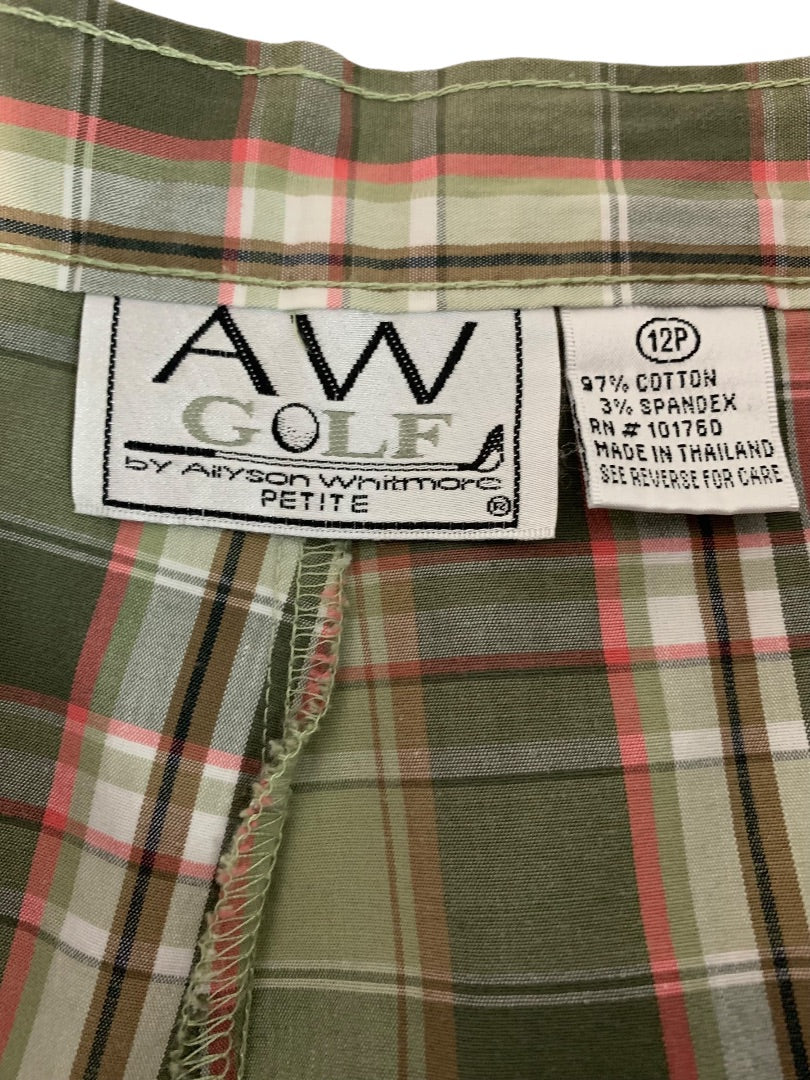 AW
GOLF
by Allyson Whitmore
PETITE
®
12P
97% COTTON
3% SPANDEX
RN # 101760
MADE IN THAILAND
SEE REVERSE FOR CARE